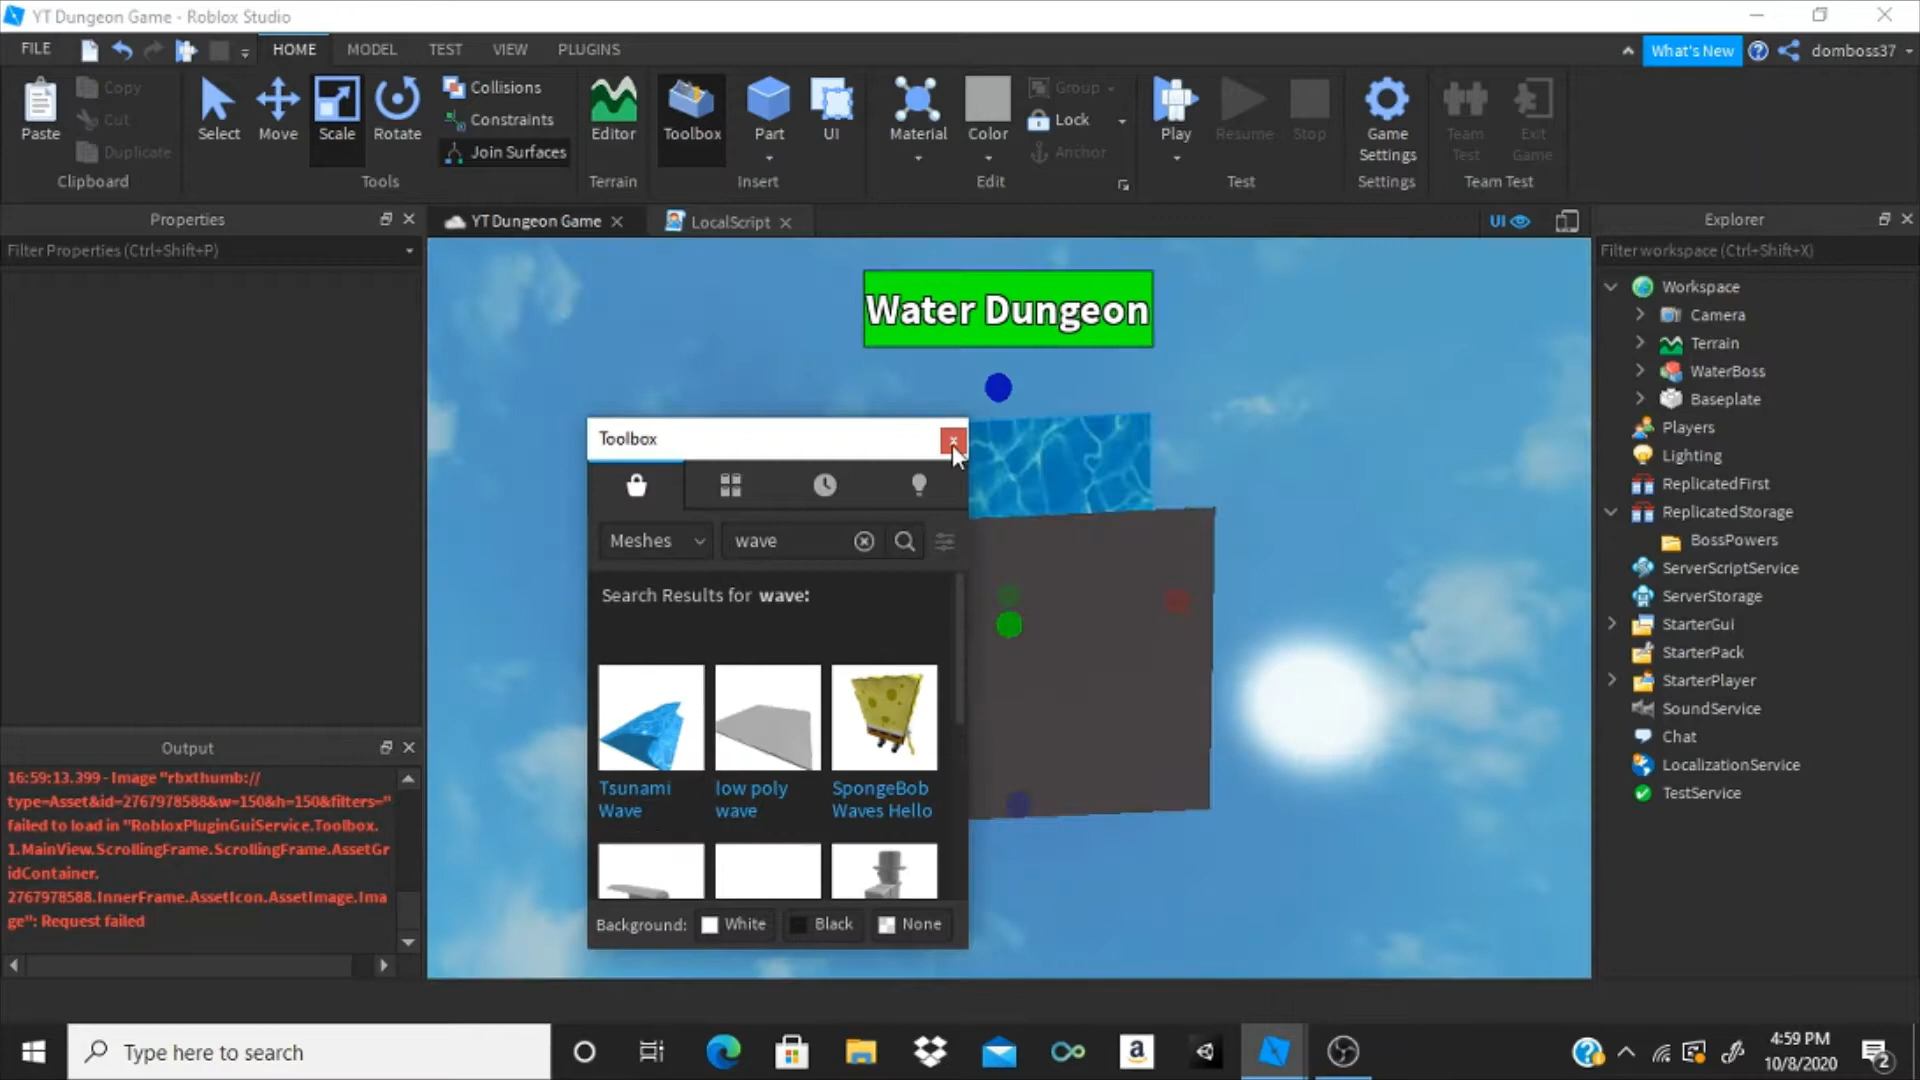 YT Dungeon Game - Roblox Studio
FILE
HOME
MODEL
TEST
VIEW
PLUGINS
What's New
domboss37
Paste
Copy
Cut
Duplicate
Clipboard
Select
Move
Scale
Rotate
Collisions
Constraints
Join Surfaces
Tools
Editor
Terrain
Toolbox
Part
UI
Insert
Material
Color
Group
Lock
Anchor
Edit
Play
Resume
Stop
Test
Game
Settings
Settings
Team
Test
Exit
Game
Team Test
Properties
Filter Properties (Ctrl+Shift+P)
YT Dungeon Game
LocalScript
UI
Explorer
Filter workspace (Ctrl+Shift+X)
Workspace
Camera
Terrain
WaterBoss
Baseplate
Players
Lighting
ReplicatedFirst
ReplicatedStorage
BossPowers
ServerScriptService
ServerStorage
StarterGui
StarterPack
StarterPlayer
SoundService
Chat
LocalizationService
TestService
Water Dungeon
Toolbox
Meshes
wave
Search Results for wave:
Tsunami
Wave
low poly
wave
SpongeBob
Waves Hello
Background:
White
Black
None
Output
16:59:13.399 - Image "rbxthumb://
type=Asset&id=2767978588&w=150&h=150&filters="
failed to load in "RobloxPluginGuiService.Toolbox.
1.MainView.ScrollingFrame.ScrollingFrame.AssetGr
idContainer.
2767978588.InnerFrame.AssetIcon.AssetImage.Ima
ge": Request failed
Type here to search
4:59 PM
10/8/2020
2